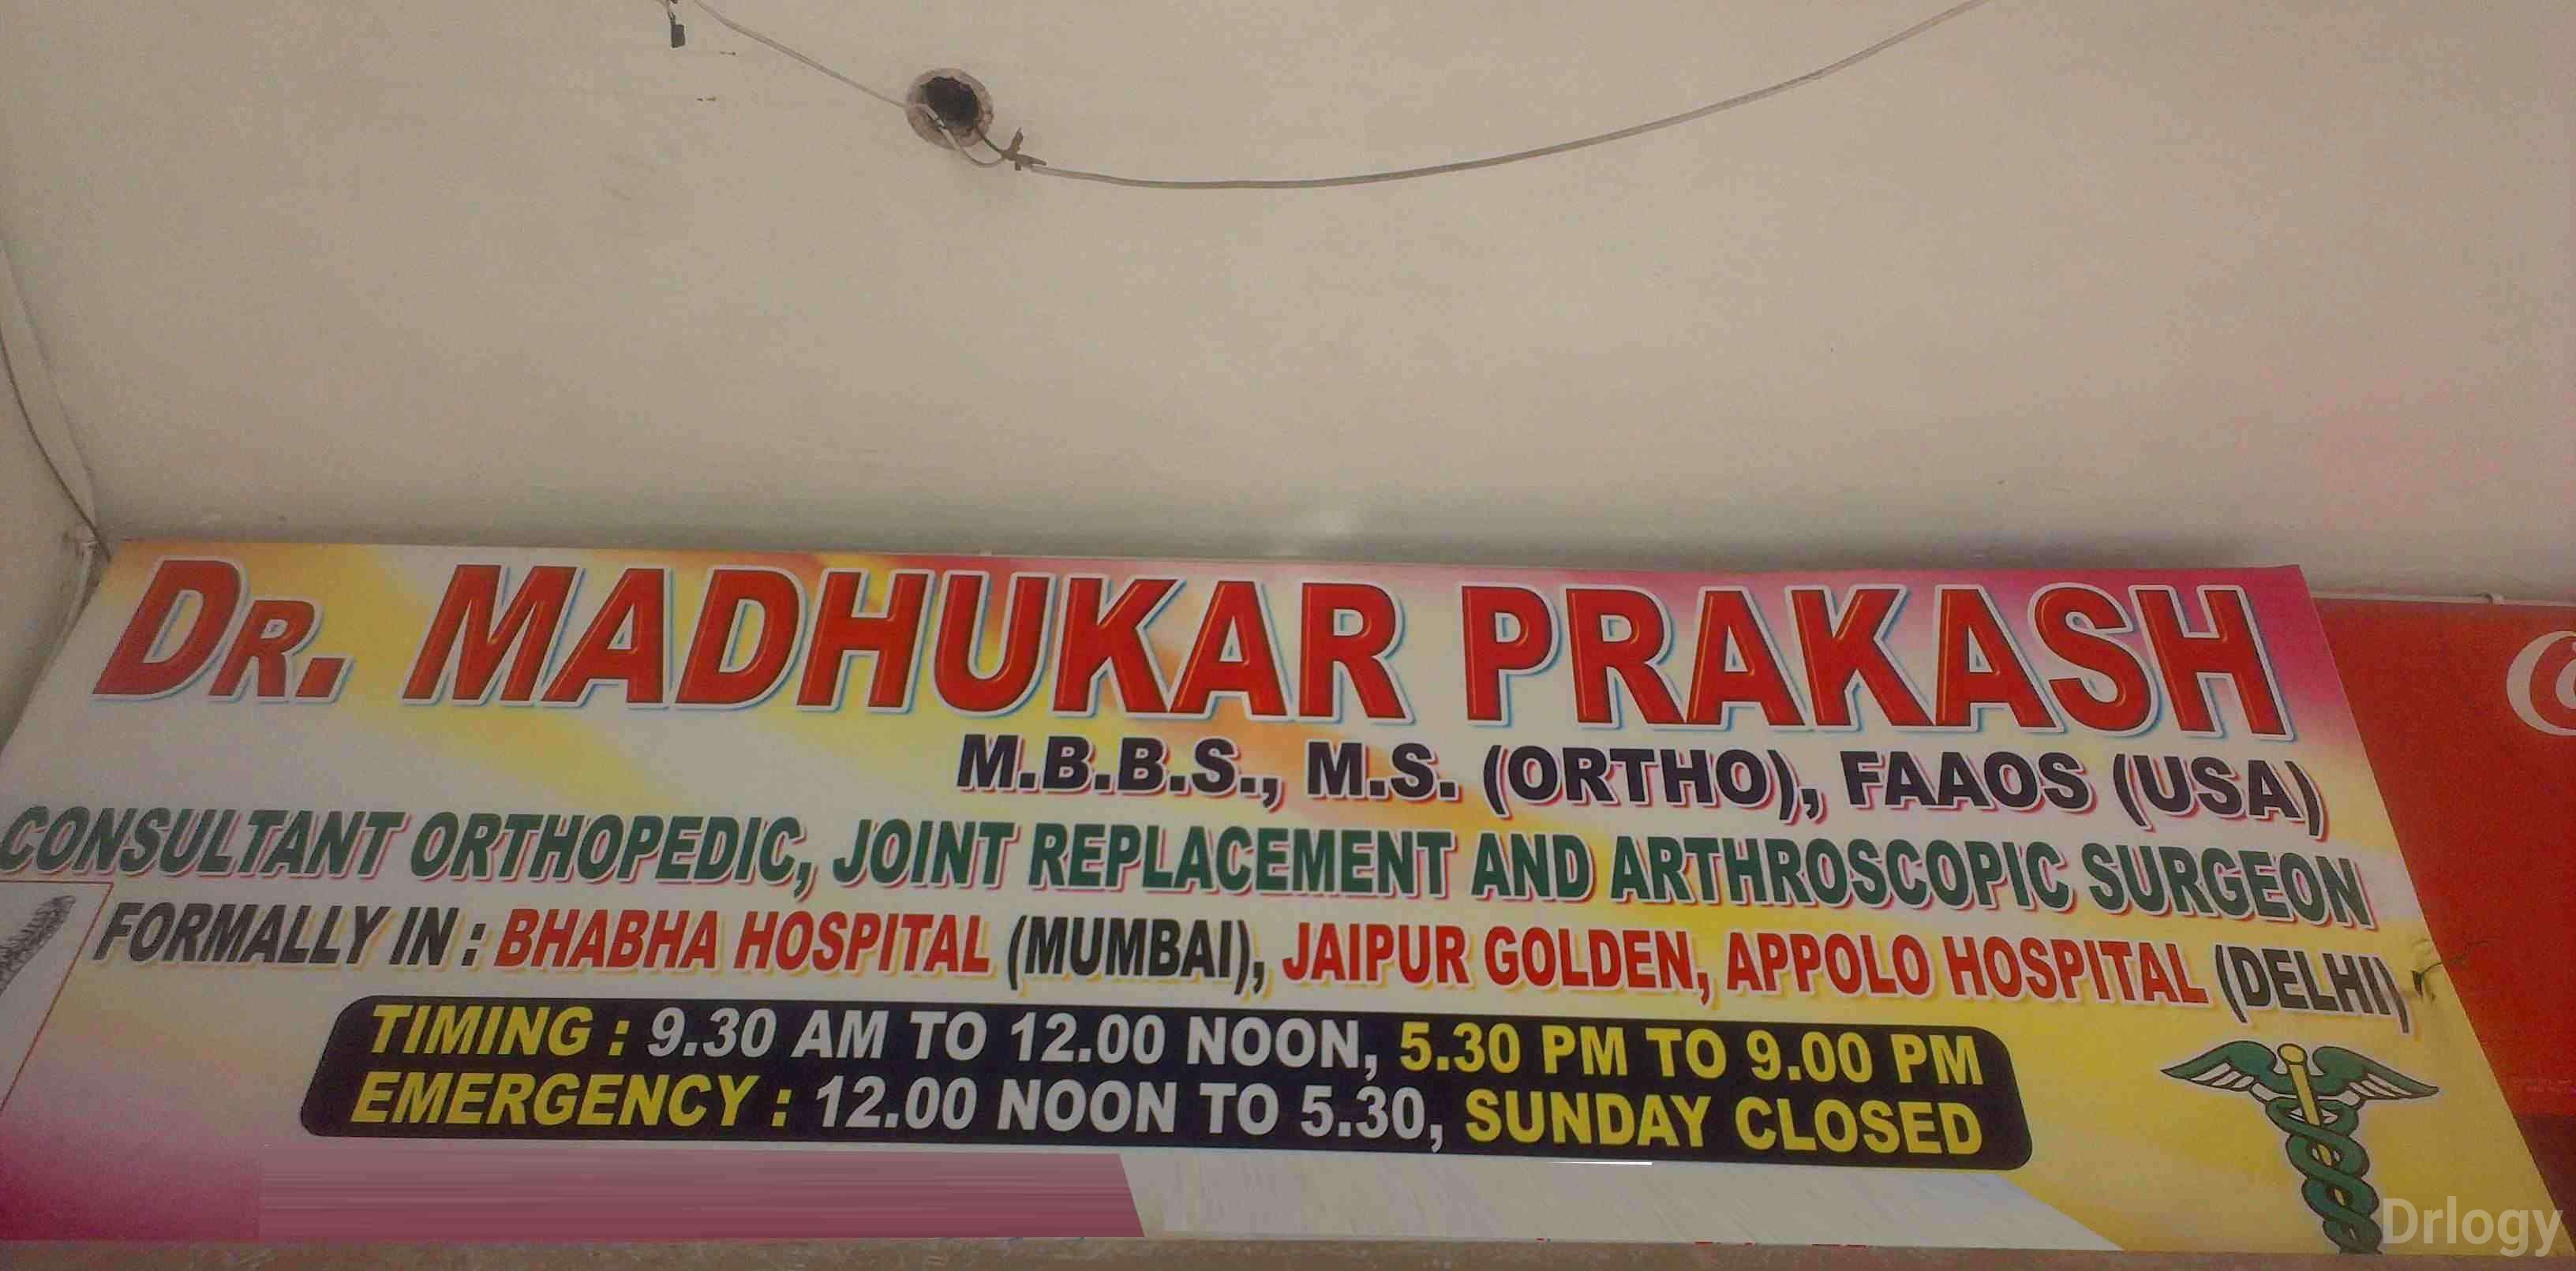 DR. MADHUKAR PRAKASH
M.B.B.S., M.S. (ORTHO), FAAOS (USA)
CONSULTANT ORTHOPEDIC, JOINT REPLACEMENT AND ARTHROSCOPIC SURGEON
FORMALLY IN : BHABHA HOSPITAL (MUMBAI), JAIPUR GOLDEN, APPOLO HOSPITAL (DELHI)
TIMING : 9.30 AM TO 12.00 NOON, 5.30 PM TO 9.00 PM
EMERGENCY : 12.00 NOON TO 5.30, SUNDAY CLOSED
Drlogy